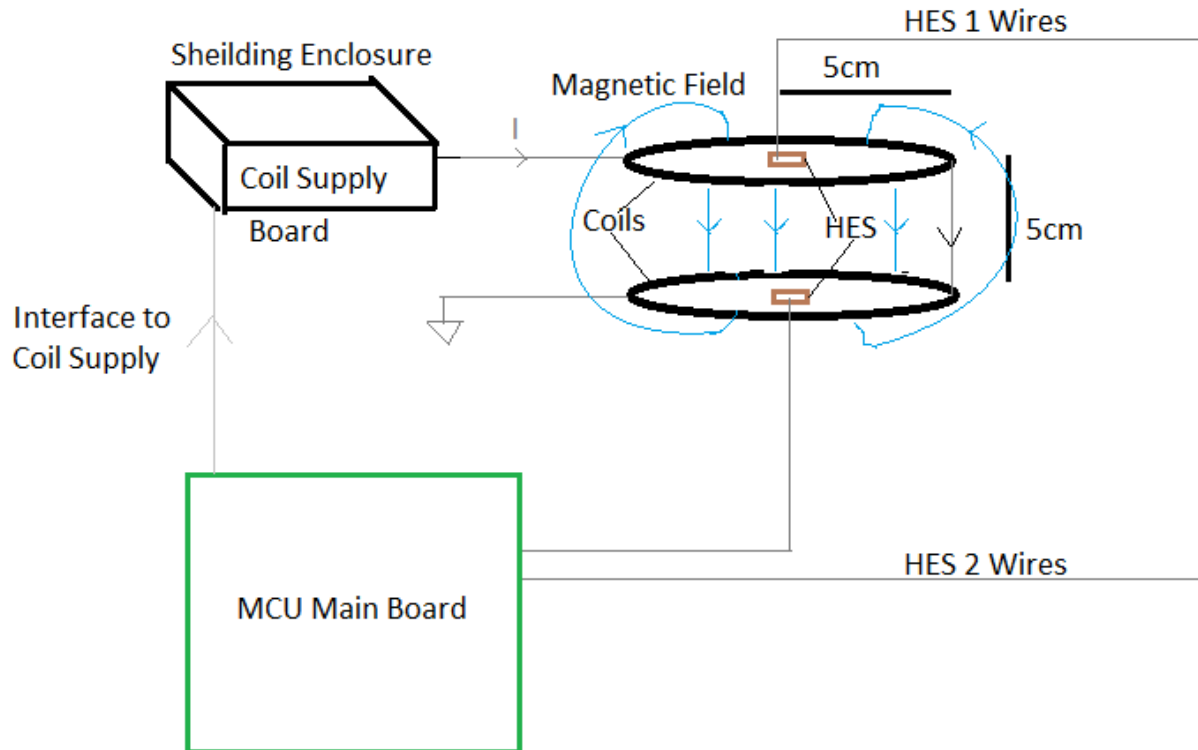 HES 1 Wires
Sheilding Enclosure
5cm
Magnetic Field
I
Coil Supply
Board
Coils
HES
5cm
Interface to
Coil Supply
HES 2 Wires
MCU Main Board